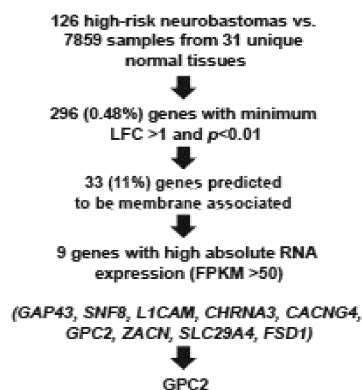 126 high-risk neurobastomas vs.
7859 samples from 31 unique
normal tissues
296 (0.48%) genes with minimum
LFC >1 and p<0.01
33 (11%) genes predicted
to be membrane associated
9 genes with high absolute RNA
expression (FPKM >50)
(GAP43, SNF8, L1CAM, CHRNA3, CACNG4,
GPC2, ZACN, SLC29A4, FSD1)
GPC2